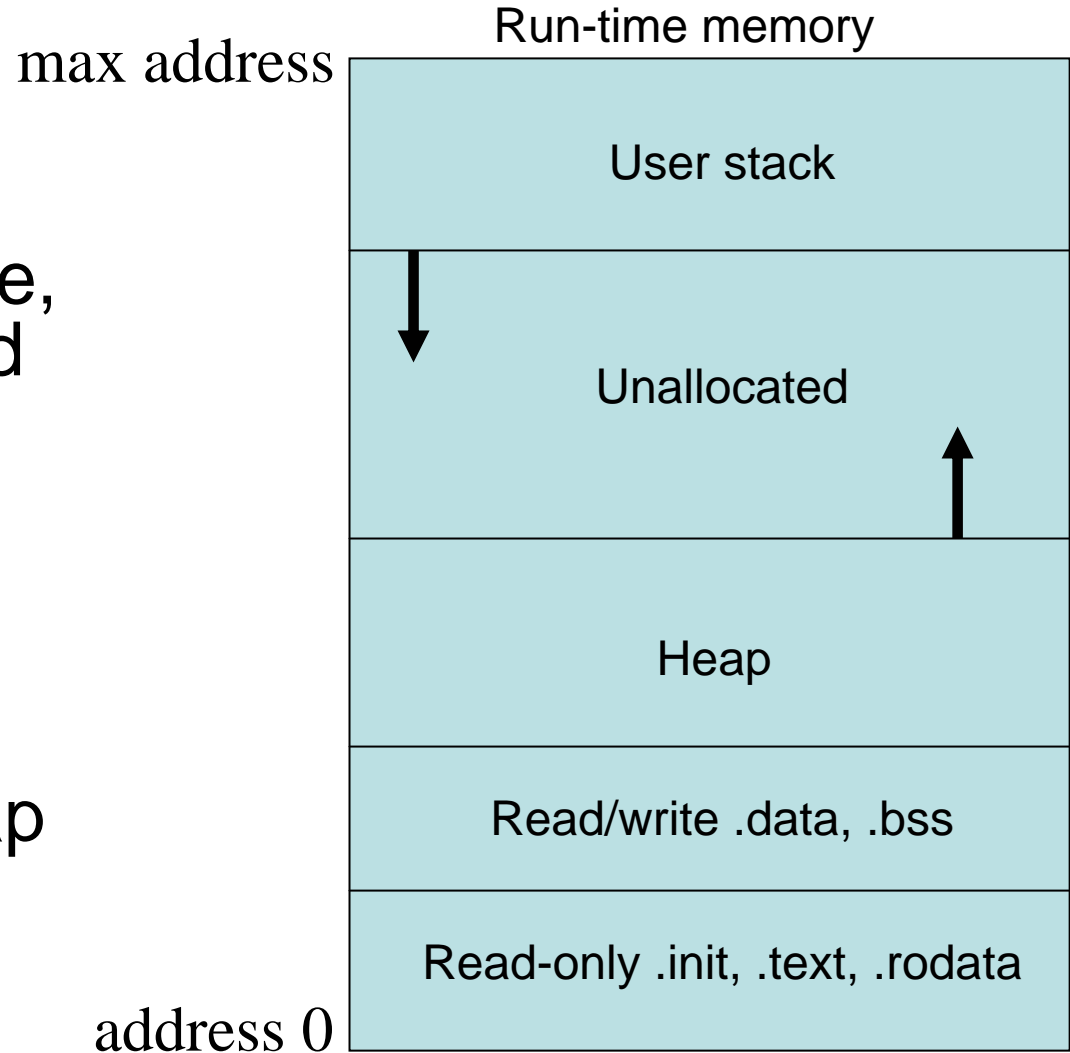 Run-time memory
max address
User stack
e,
d
Unallocated
Heap
p
Read/write .data, .bss
Read-only .init, .text, .rodata
address 0